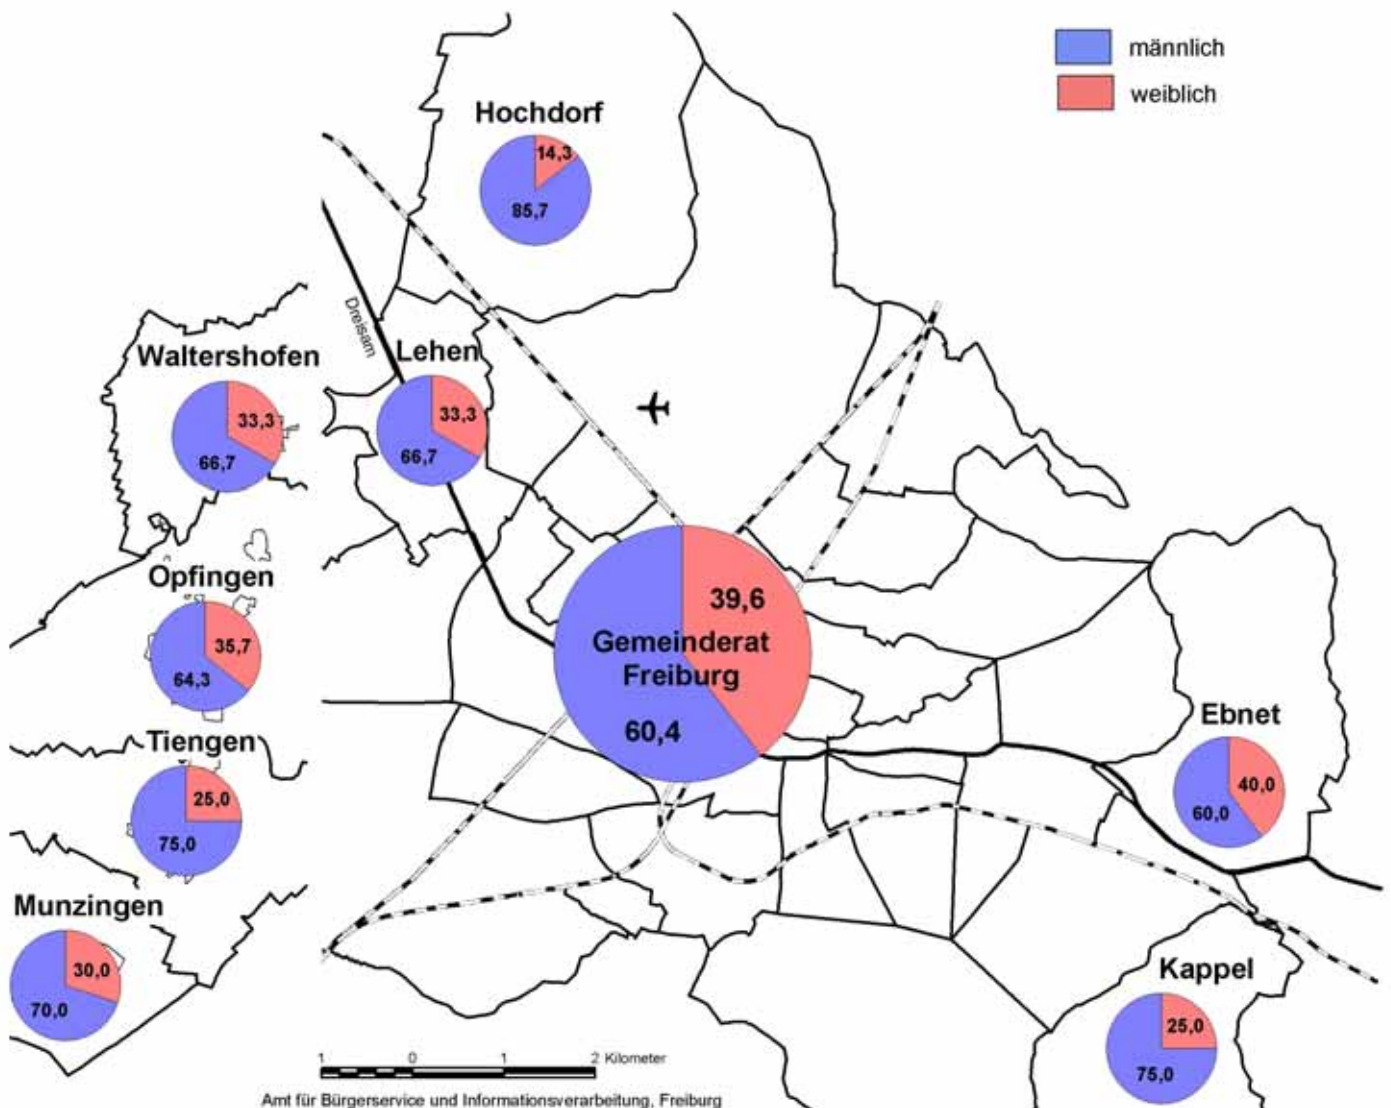 männlich
weiblich
Hochdorf
14,3
85,7
Dreisam
Waltershofen
33,3
66,7
Lehen
33,3
66,7
Opfingen
35,7
64,3
39,6
Gemeinderat
Freiburg
60,4
Tiengen
25,0
75,0
Ebnet
40,0
60,0
Munzingen
30,0
70,0
Kappel
25,0
75,0
1 0 1 2 Kilometer
Amt für Bürgerservice und Informationsverarbeitung, Freiburg